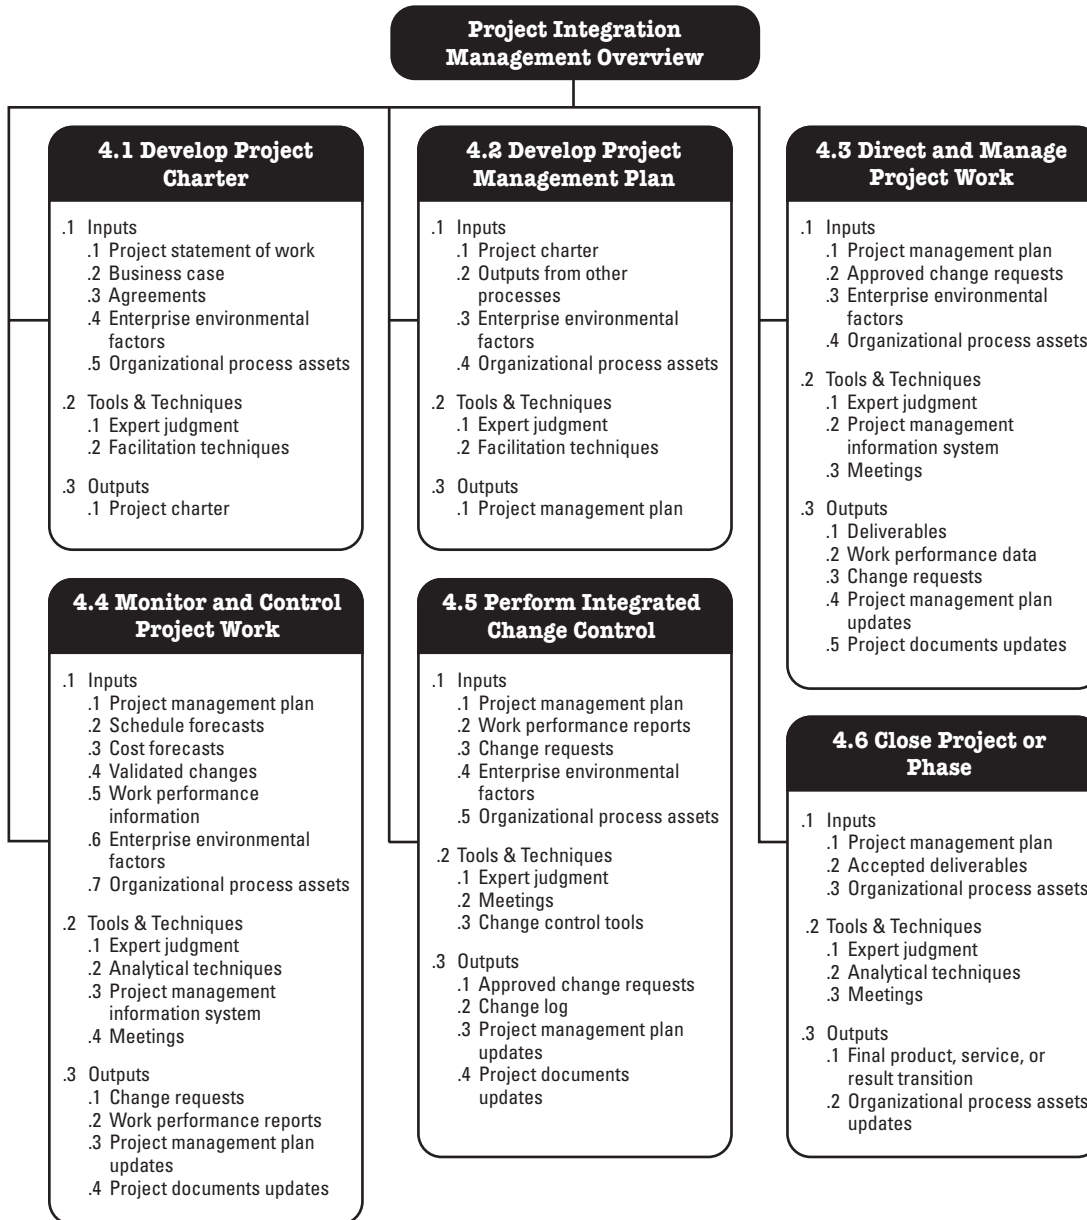 Project Integration
Management Overview
4.1 Develop Project
Charter
.1 Inputs
.1 Project statement of work
.2 Business case
.3 Agreements
.4 Enterprise environmental
factors
.5 Organizational process assets
.2 Tools & Techniques
.1 Expert judgment
.2 Facilitation techniques
.3 Outputs
.1 Project charter
4.2 Develop Project
Management Plan
.1 Inputs
.1 Project charter
.2 Outputs from other
processes
.3 Enterprise environmental
factors
.4 Organizational process assets
.2 Tools & Techniques
.1 Expert judgment
.2 Facilitation techniques
.3 Outputs
.1 Project management plan
4.3 Direct and Manage
Project Work
.1 Inputs
.1 Project management plan
.2 Approved change requests
.3 Enterprise environmental
factors
.4 Organizational process assets
.2 Tools & Techniques
.1 Expert judgment
.2 Project management
information system
.3 Meetings
.3 Outputs
.1 Deliverables
.2 Work performance data
.3 Change requests
.4 Project management plan
updates
.5 Project documents updates
4.4 Monitor and Control
Project Work
.1 Inputs
.1 Project management plan
.2 Schedule forecasts
.3 Cost forecasts
.4 Validated changes
.5 Work performance
information
.6 Enterprise environmental
factors
.7 Organizational process assets
.2 Tools & Techniques
.1 Expert judgment
.2 Analytical techniques
.3 Project management
information system
.4 Meetings
.3 Outputs
.1 Change requests
.2 Work performance reports
.3 Project management plan
updates
.4 Project documents updates
4.5 Perform Integrated
Change Control
.1 Inputs
.1 Project management plan
.2 Work performance reports
.3 Change requests
.4 Enterprise environmental
factors
.5 Organizational process assets
.2 Tools & Techniques
.1 Expert judgment
.2 Meetings
.3 Change control tools
.3 Outputs
.1 Approved change requests
.2 Change log
.3 Project management plan
updates
.4 Project documents
updates
4.6 Close Project or
Phase
.1 Inputs
.1 Project management plan
.2 Accepted deliverables
.3 Organizational process assets
.2 Tools & Techniques
.1 Expert judgment
.2 Analytical techniques
.3 Meetings
.3 Outputs
.1 Final product, service, or
result transition
.2 Organizational process assets
updates